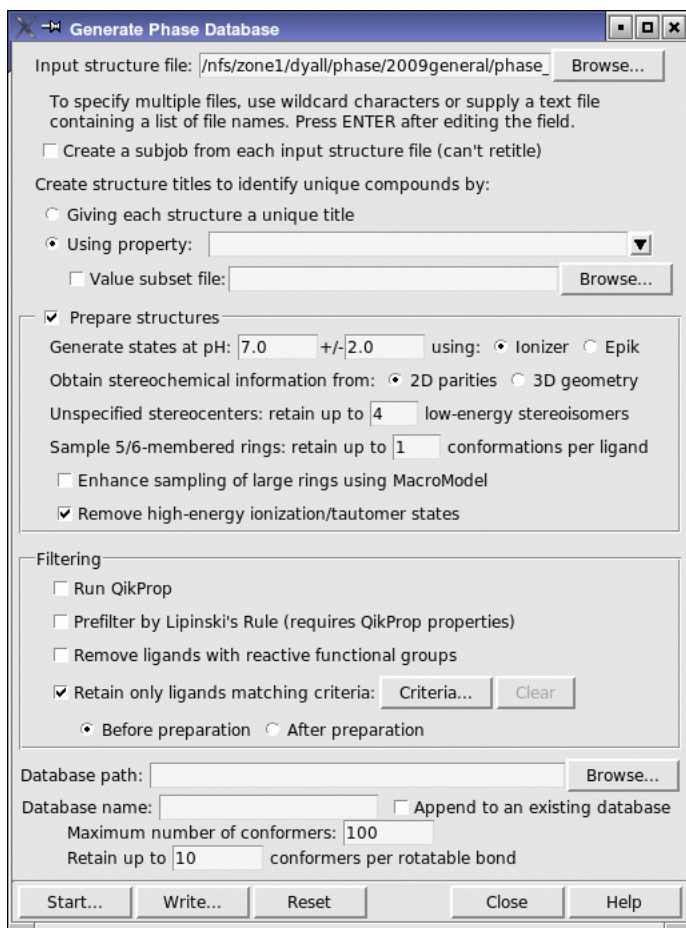 Generate Phase Database
Input structure file: /nfs/zone1/dyall/phase/2009general/phase_ Browse...
To specify multiple files, use wildcard characters or supply a text file
containing a list of file names. Press ENTER after editing the field.
Create a subjob from each input structure file (can't retitle)
Create structure titles to identify unique compounds by:
Giving each structure a unique title
Using property:
Value subset file: Browse...
Prepare structures
Generate states at pH: 7.0 +/- 2.0 using: Ionizer Epik
Obtain stereochemical information from: 2D parities 3D geometry
Unspecified stereocenters: retain up to 4 low-energy stereoisomers
Sample 5/6-membered rings: retain up to 1 conformations per ligand
Enhance sampling of large rings using MacroModel
Remove high-energy ionization/tautomer states
Filtering
Run QikProp
Prefilter by Lipinski's Rule (requires QikProp properties)
Remove ligands with reactive functional groups
Retain only ligands matching criteria: Criteria... Clear
Before preparation After preparation
Database path: Browse...
Database name: Append to an existing database
Maximum number of conformers: 100
Retain up to 10 conformers per rotatable bond
Start... Write... Reset Close Help